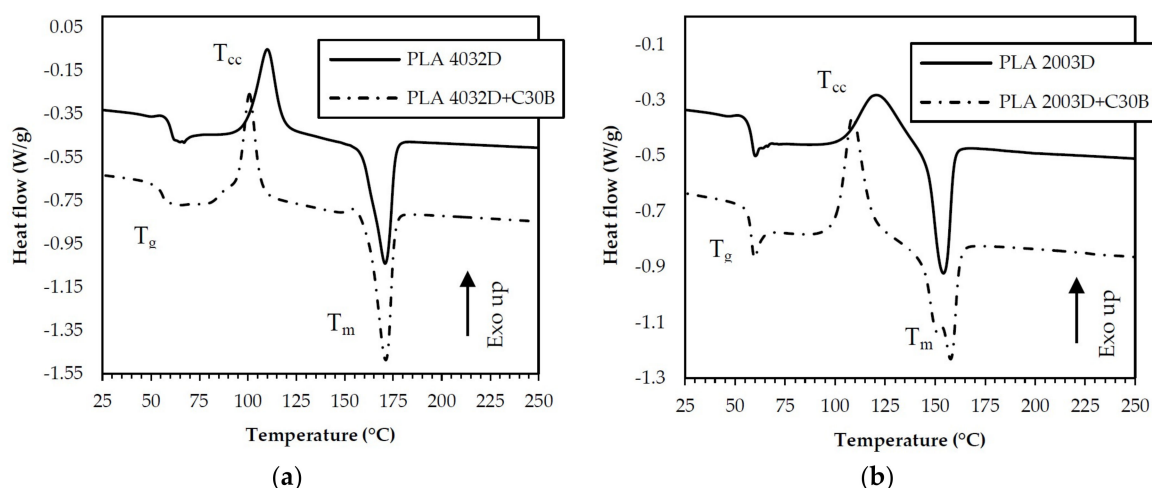 0.05
-0.15
-0.35
-0.55
-0.75
-0.95
-1.15
-1.35
-1.55
Heat flow (W/g)
Tcc
PLA 4032D
PLA 4032D+C30B
Tg
Tm
Exo up
25 50 75 100 125 150 175 200 225 250
Temperature (°C)
(a)
-0.1
-0.3
-0.5
-0.7
-0.9
-1.1
-1.3
Heat flow (W/g)
Tcc
PLA 2003D
PLA 2003D+C30B
Tg
Tm
Exo up
25 50 75 100 125 150 175 200 225 250
Temperature (°C)
(b)